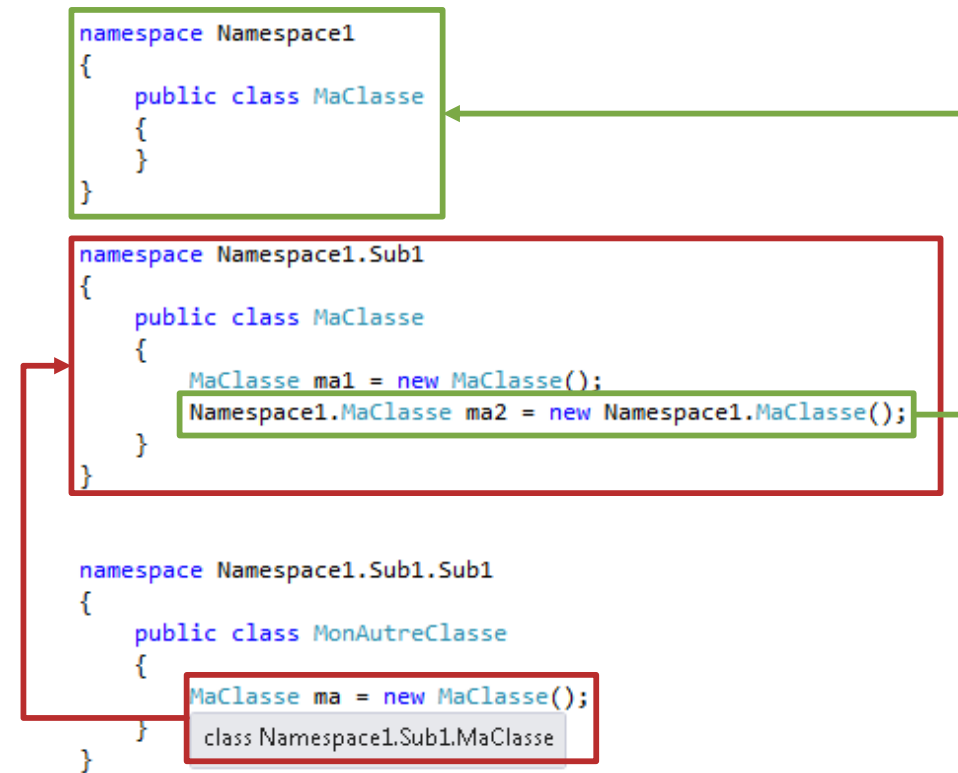 namespace Namespace1
{
    public class MaClasse
    {
    }
}
namespace Namespace1.Sub1
{
    public class MaClasse
    {
        MaClasse ma1 = new MaClasse();
        Namespace1.MaClasse ma2 = new Namespace1.MaClasse();
    }
}
namespace Namespace1.Sub1.Sub1
{
    public class MonAutreClasse
    {
        MaClasse ma = new MaClasse();
    }
class Namespace1.Sub1.MaClasse
}